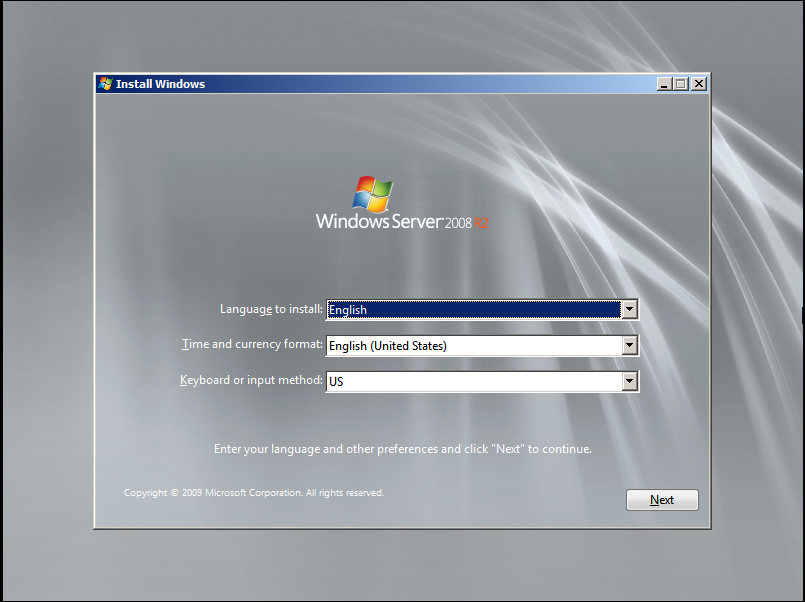 Install Windows
Windows Server 2008 R2
Language to install: English
Time and currency format: English (United States)
Keyboard or input method: US
Enter your language and other preferences and click "Next" to continue.
Copyright © 2009 Microsoft Corporation. All rights reserved.
Next